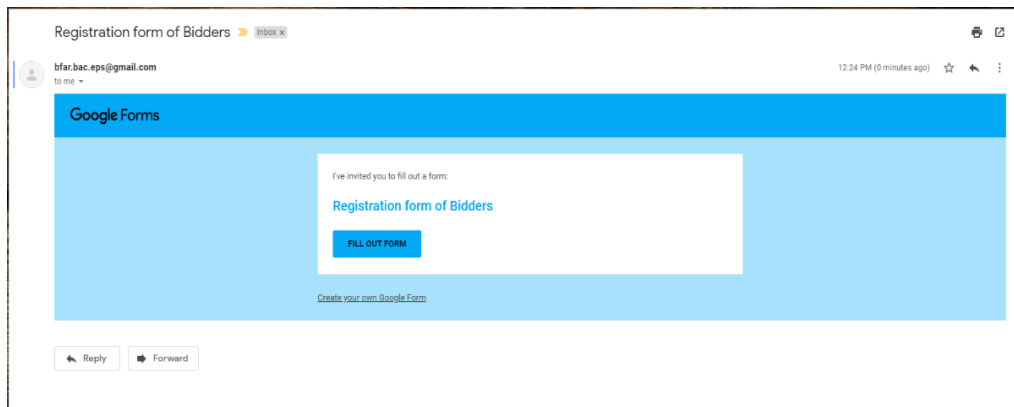 Registration form of Bidders Inbox x
bfar.bac.eps@gmail.com 12:24 PM (0 minutes ago)
to me
Google Forms
I've invited you to fill out a form:
Registration form of Bidders
FILL OUT FORM
Create your own Google Form
Reply Forward